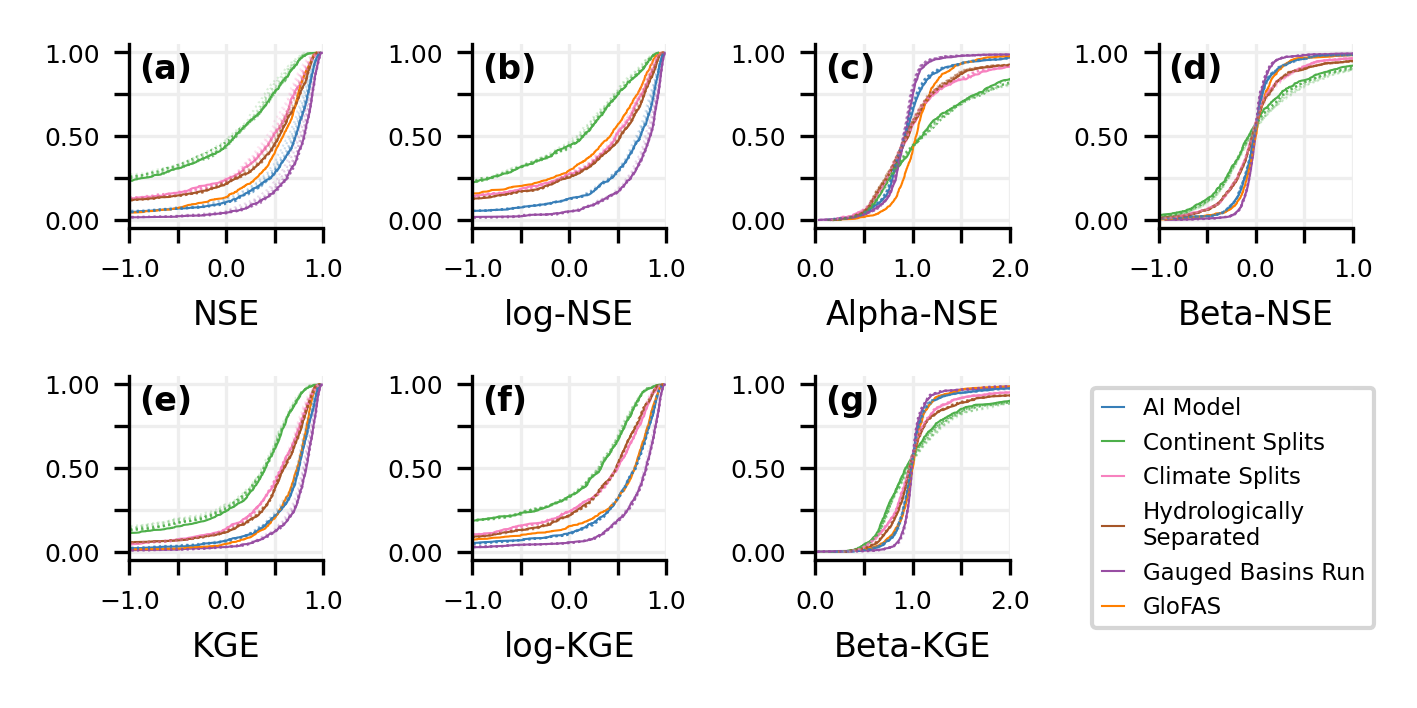 (a)
1.00
0.50
0.00
−1.0 0.0 1.0
NSE
(b)
1.00
0.50
0.00
−1.0 0.0 1.0
log-NSE
(c)
1.00
0.50
0.00
0.0 1.0 2.0
Alpha-NSE
(d)
1.00
0.50
0.00
−1.0 0.0 1.0
Beta-NSE
(e)
1.00
0.50
0.00
−1.0 0.0 1.0
KGE
(f)
1.00
0.50
0.00
−1.0 0.0 1.0
log-KGE
(g)
1.00
0.50
0.00
0.0 1.0 2.0
Beta-KGE
AI Model
Continent Splits
Climate Splits
Hydrologically
Separated
Gauged Basins Run
GloFAS